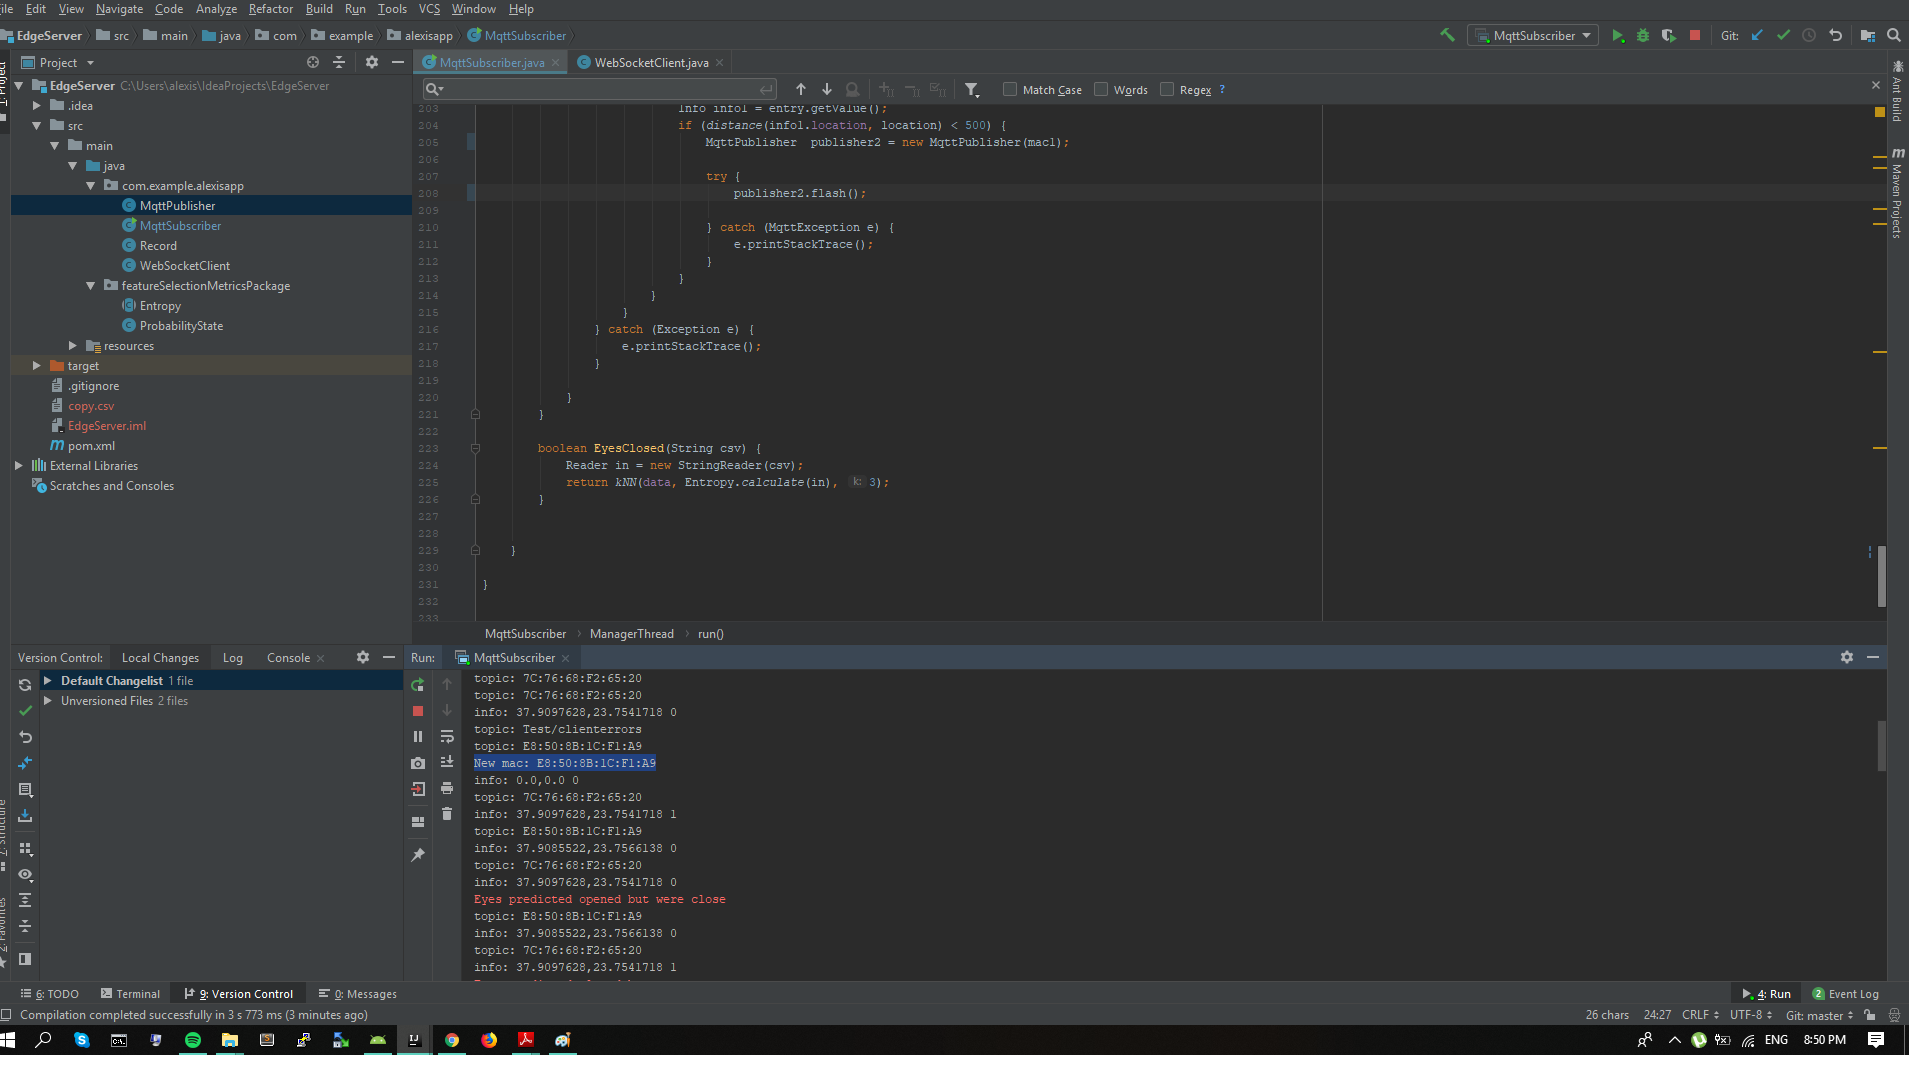 File Edit View Navigate Code Analyze Refactor Build Run Tools VCS Window Help
EdgeServer src main java com example alexisapp MqttSubscriber
MqttSubscriber Git:
Project
MqttSubscriber.java WebSocketClient.java
Match Case Words Regex ?
EdgeServer C:\Users\alexis\IdeaProjects\EdgeServer
.idea
src
main
java
com.example.alexisapp
MqttPublisher
MqttSubscriber
Record
WebSocketClient
featureSelectionMetricsPackage
Entropy
ProbabilityState
resources
target
.gitignore
copy.csv
EdgeServer.iml
pom.xml
External Libraries
Scratches and Consoles
203 Info infol = entry.getValue();
204 if (distance(infol.location, location) < 500) {
205 MqttPublisher publisher2 = new MqttPublisher(macl);
206
207 try {
208 publisher2.flash();
209
210 } catch (MqttException e) {
211 e.printStackTrace();
212 }
213 }
214 }
215 }
216 } catch (Exception e) {
217 e.printStackTrace();
218 }
219
220 }
221 }
222
223 boolean EyesClosed(String csv) {
224 Reader in = new StringReader(csv);
225 return kNN(data, Entropy.calculate(in), k: 3);
226 }
227
228
229 }
230
231 }
232
233
MqttSubscriber ManagerThread run()
Ant Build
Maven Projects
Version Control: Local Changes Log Console
Default Changelist 1 file
Unversioned Files 2 files
Run: MqttSubscriber
topic: 7C:76:68:F2:65:20
topic: 7C:76:68:F2:65:20
info: 37.9097628,23.7541718 0
topic: Test/clienterrors
topic: E8:50:8B:1C:F1:A9
New mac: E8:50:8B:1C:F1:A9
info: 0.0,0.0 0
topic: 7C:76:68:F2:65:20
info: 37.9097628,23.7541718 1
topic: E8:50:8B:1C:F1:A9
info: 37.9085522,23.7566138 0
topic: 7C:76:68:F2:65:20
info: 37.9097628,23.7541718 0
Eyes predicted opened but were close
topic: E8:50:8B:1C:F1:A9
info: 37.9085522,23.7566138 0
topic: 7C:76:68:F2:65:20
info: 37.9097628,23.7541718 1
6: TODO Terminal 9: Version Control 0: Messages 4: Run 2 Event Log
Compilation completed successfully in 3 s 773 ms (3 minutes ago) 26 chars 24:27 CRLF UTF-8 Git: master
ENG 8:50 PM